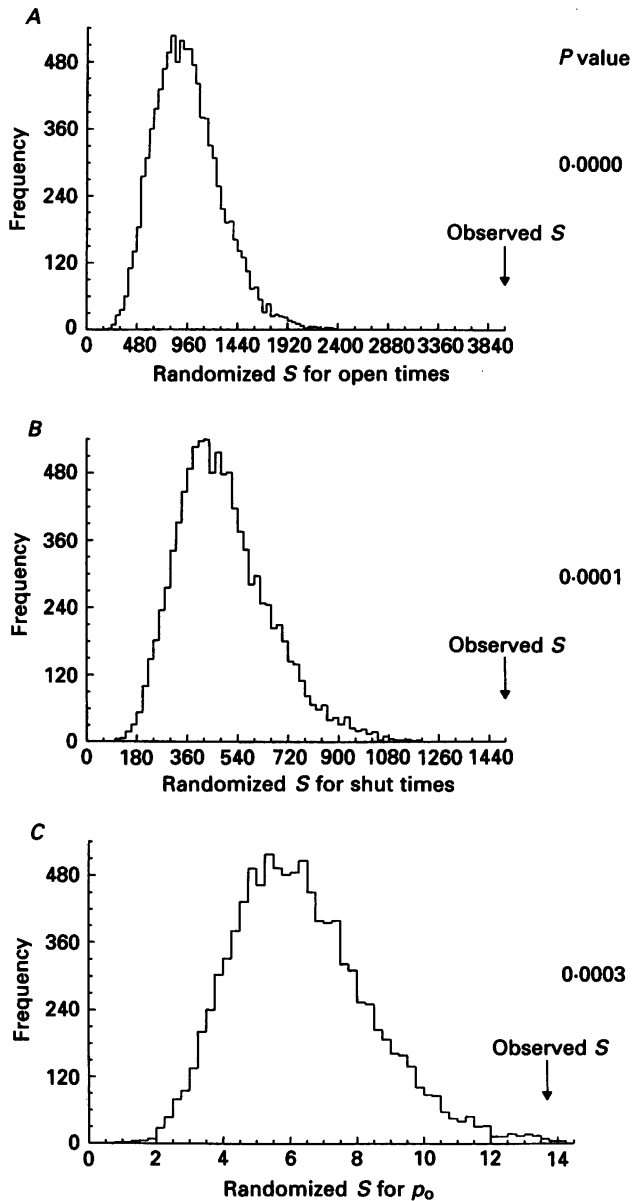 A
P value
480
360
0·0000
240
Frequency
Observed S
120
0
0 480 960 1440 1920 2400 2880 3360 3840
Randomized S for open times
B
480
360
0·0001
240
Frequency
Observed S
120
0
0 180 360 540 720 900 1080 1260 1440
Randomized S for shut times
C
480
360
0·0003
240
Frequency
Observed S
120
0
0 2 4 6 8 10 12 14
Randomized S for po